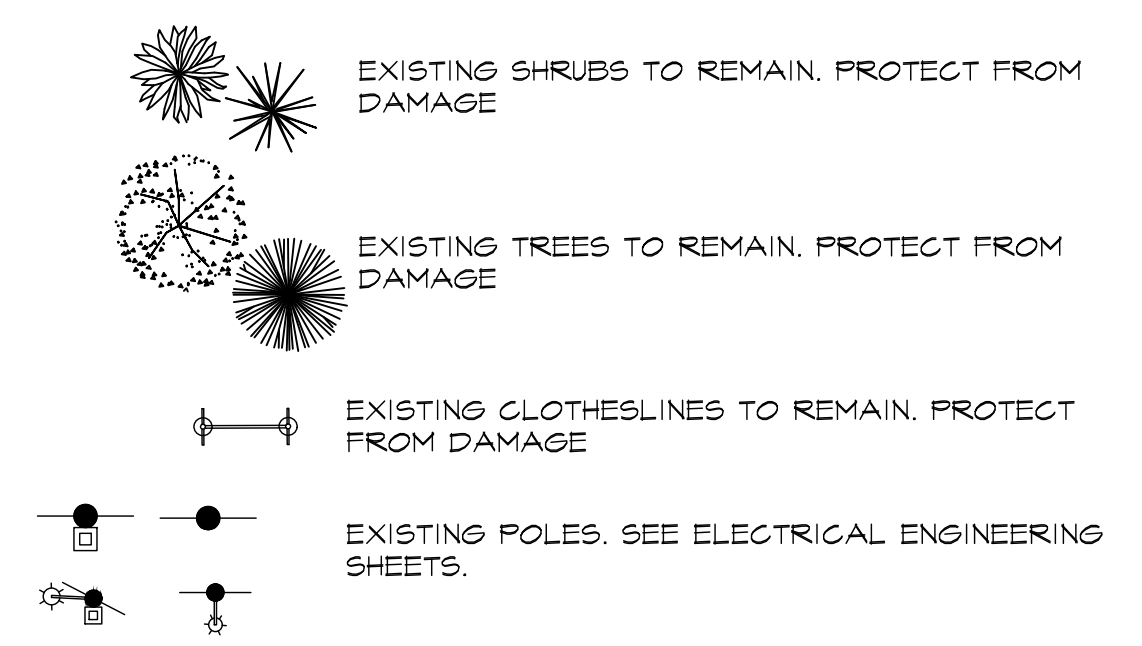 EXISTING SHRUBS TO REMAIN. PROTECT FROM
DAMAGE
EXISTING TREES TO REMAIN. PROTECT FROM
DAMAGE
EXISTING CLOTHESLINES TO REMAIN. PROTECT
FROM DAMAGE
EXISTING POLES. SEE ELECTRICAL ENGINEERING
SHEETS.